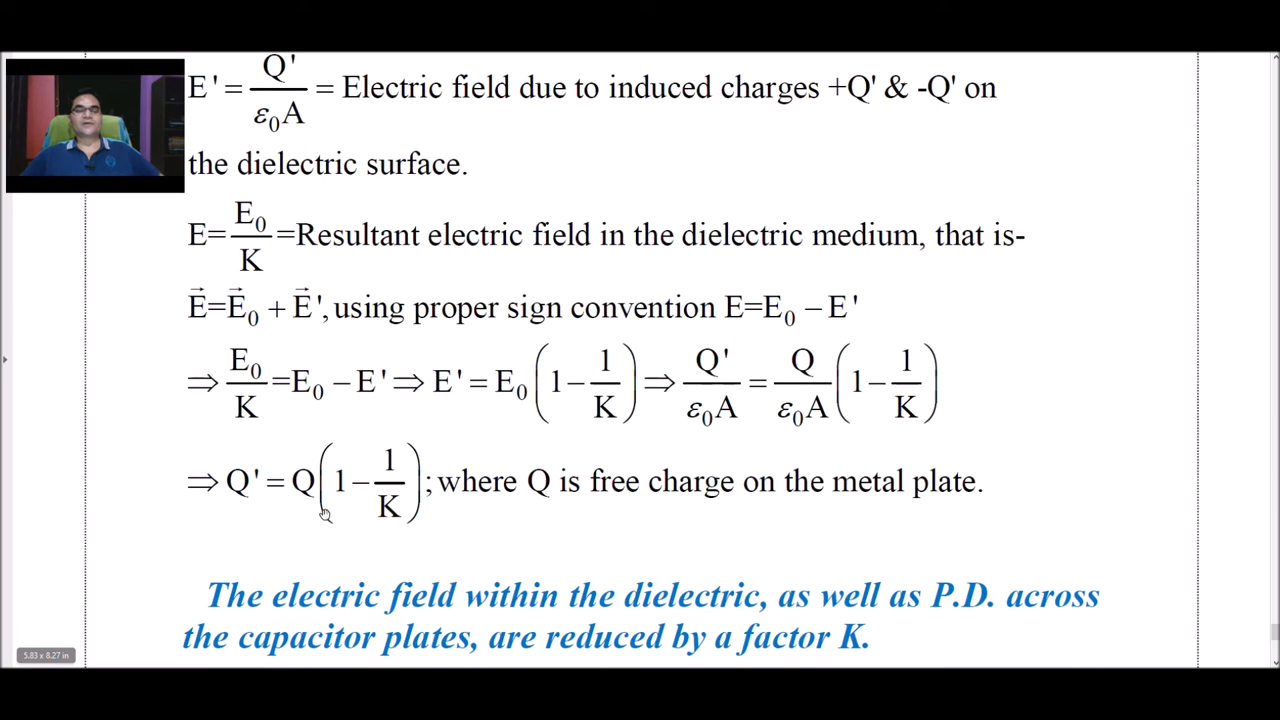 E' = Q'/ε₀A = Electric field due to induced charges +Q' & -Q' on
the dielectric surface.
E=E₀/K=Resultant electric field in the dielectric medium, that is-
E⃗=E⃗₀ + E⃗', using proper sign convention E=E₀ − E'
⇒ E₀/K=E₀ − E' ⇒ E' = E₀(1−1/K) ⇒ Q'/ε₀A = Q/ε₀A(1−1/K)
⇒ Q' = Q(1−1/K); where Q is free charge on the metal plate.
The electric field within the dielectric, as well as P.D. across
the capacitor plates, are reduced by a factor K.
5.83 x 8.27 in